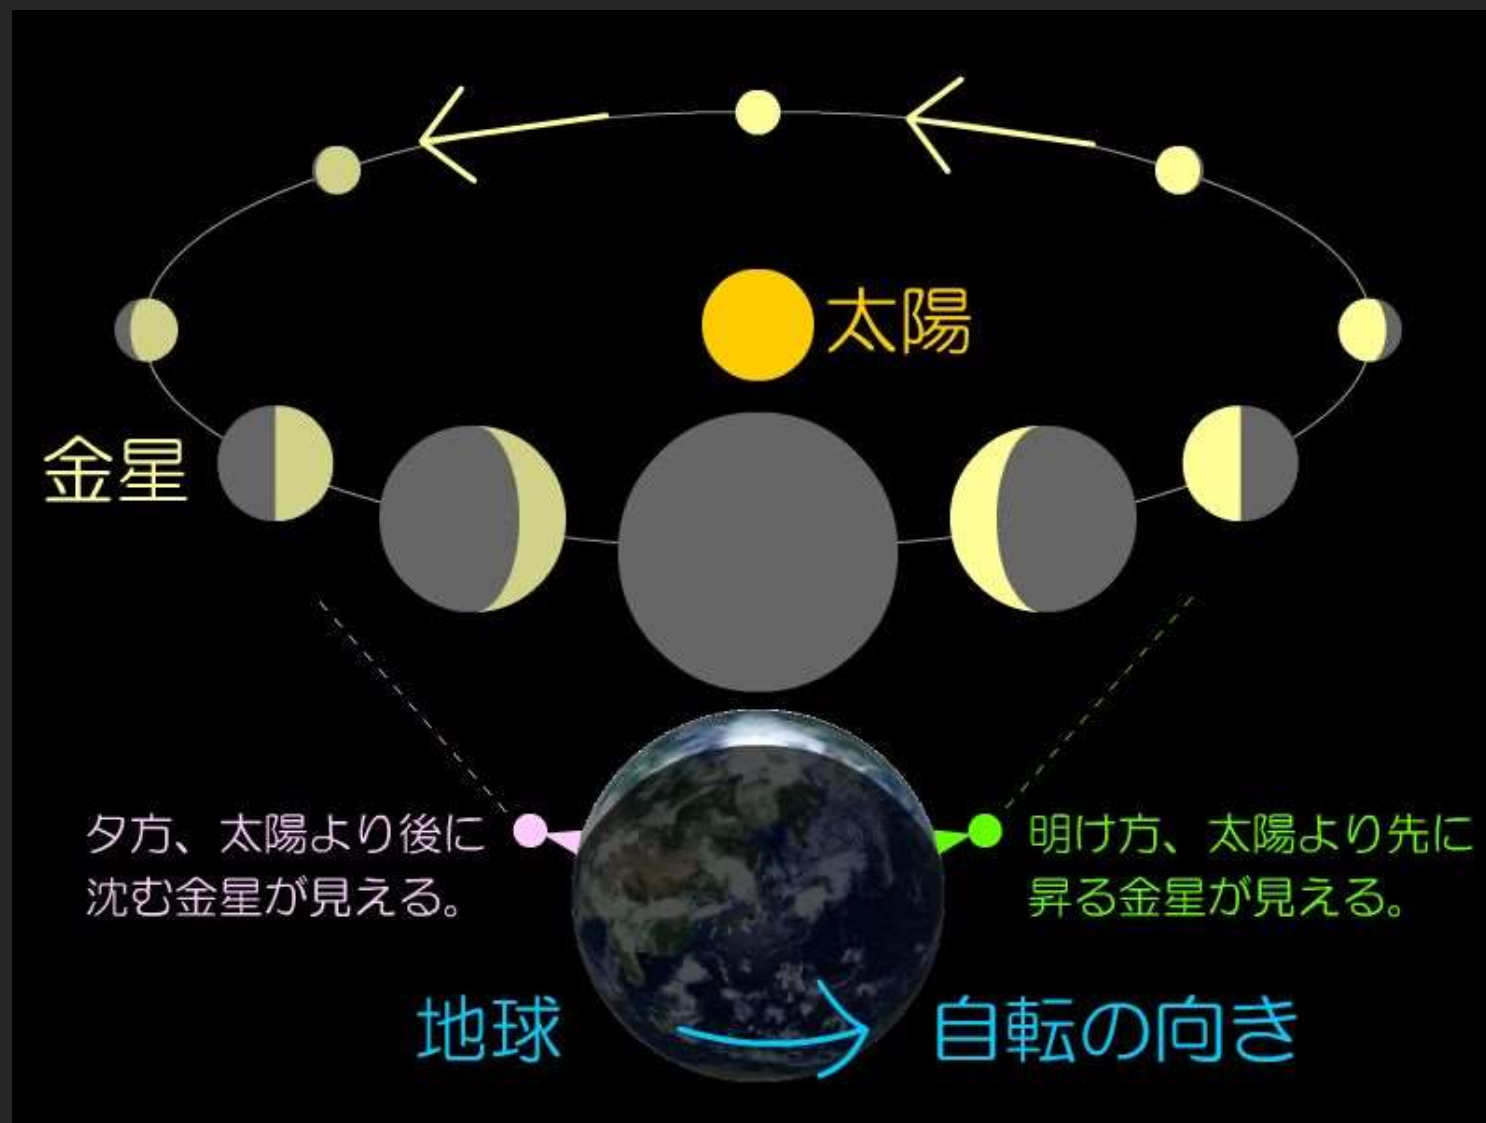 太陽
金星
夕方、太陽より後に
沈む金星が見える。
明け方、太陽より先に
昇る金星が見える。
地球
自転の向き